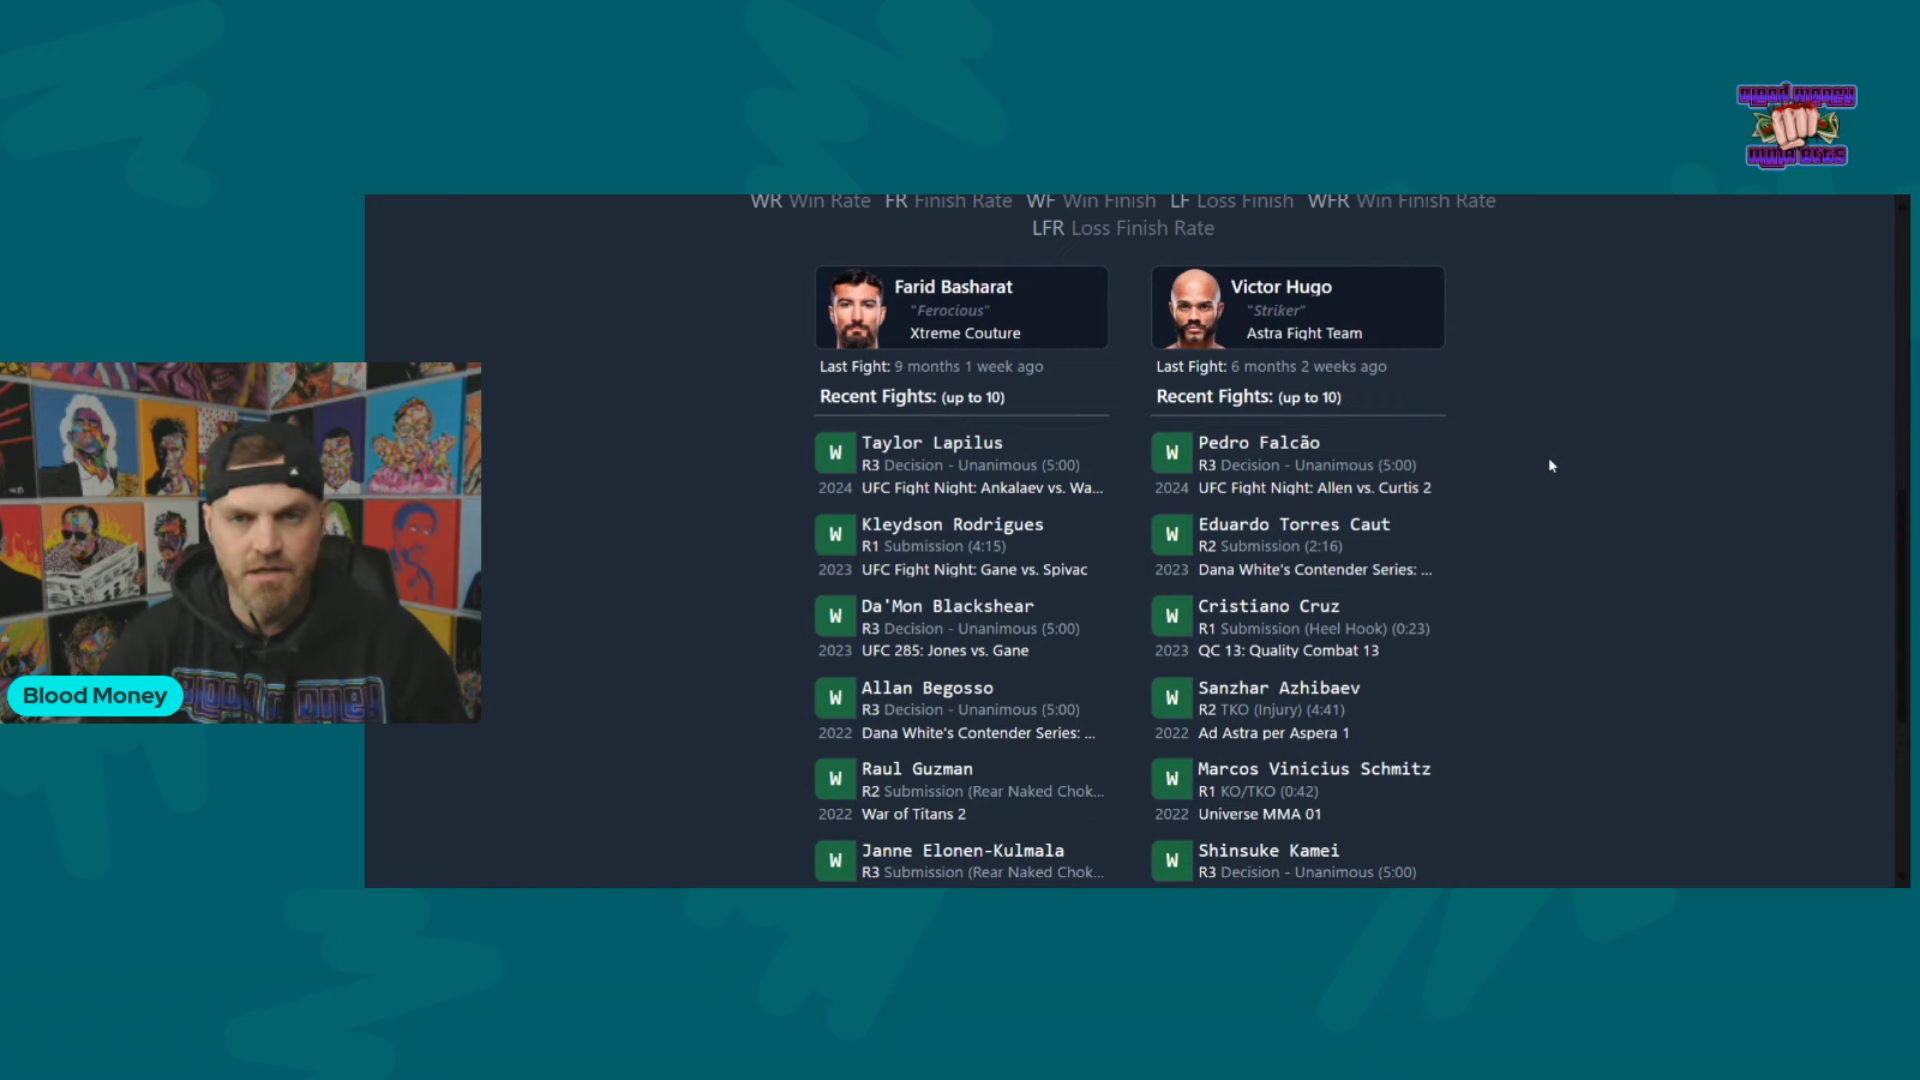 BLOOD MONEY
MMA BETS
WR Win Rate FR Finish Rate WF Win Finish LF Loss Finish WFR Win Finish Rate
LFR Loss Finish Rate
Farid Basharat
"Ferocious"
Xtreme Couture
Last Fight: 9 months 1 week ago
Recent Fights: (up to 10)
W Taylor Lapilus
R3 Decision - Unanimous (5:00)
2024 UFC Fight Night: Ankalaev vs. Wa...
W Kleydson Rodrigues
R1 Submission (4:15)
2023 UFC Fight Night: Gane vs. Spivac
W Da'Mon Blackshear
R3 Decision - Unanimous (5:00)
2023 UFC 285: Jones vs. Gane
W Allan Begosso
R3 Decision - Unanimous (5:00)
2022 Dana White's Contender Series: ...
W Raul Guzman
R2 Submission (Rear Naked Chok...
2022 War of Titans 2
W Janne Elonen-Kulmala
R3 Submission (Rear Naked Chok...
Victor Hugo
"Striker"
Astra Fight Team
Last Fight: 6 months 2 weeks ago
Recent Fights: (up to 10)
W Pedro Falcão
R3 Decision - Unanimous (5:00)
2024 UFC Fight Night: Allen vs. Curtis 2
W Eduardo Torres Caut
R2 Submission (2:16)
2023 Dana White's Contender Series: ...
W Cristiano Cruz
R1 Submission (Heel Hook) (0:23)
2023 QC 13: Quality Combat 13
W Sanzhar Azhibaev
R2 TKO (Injury) (4:41)
2022 Ad Astra per Aspera 1
W Marcos Vinicius Schmitz
R1 KO/TKO (0:42)
2022 Universe MMA 01
W Shinsuke Kamei
R3 Decision - Unanimous (5:00)
Blood Money
BLOOD MONEY